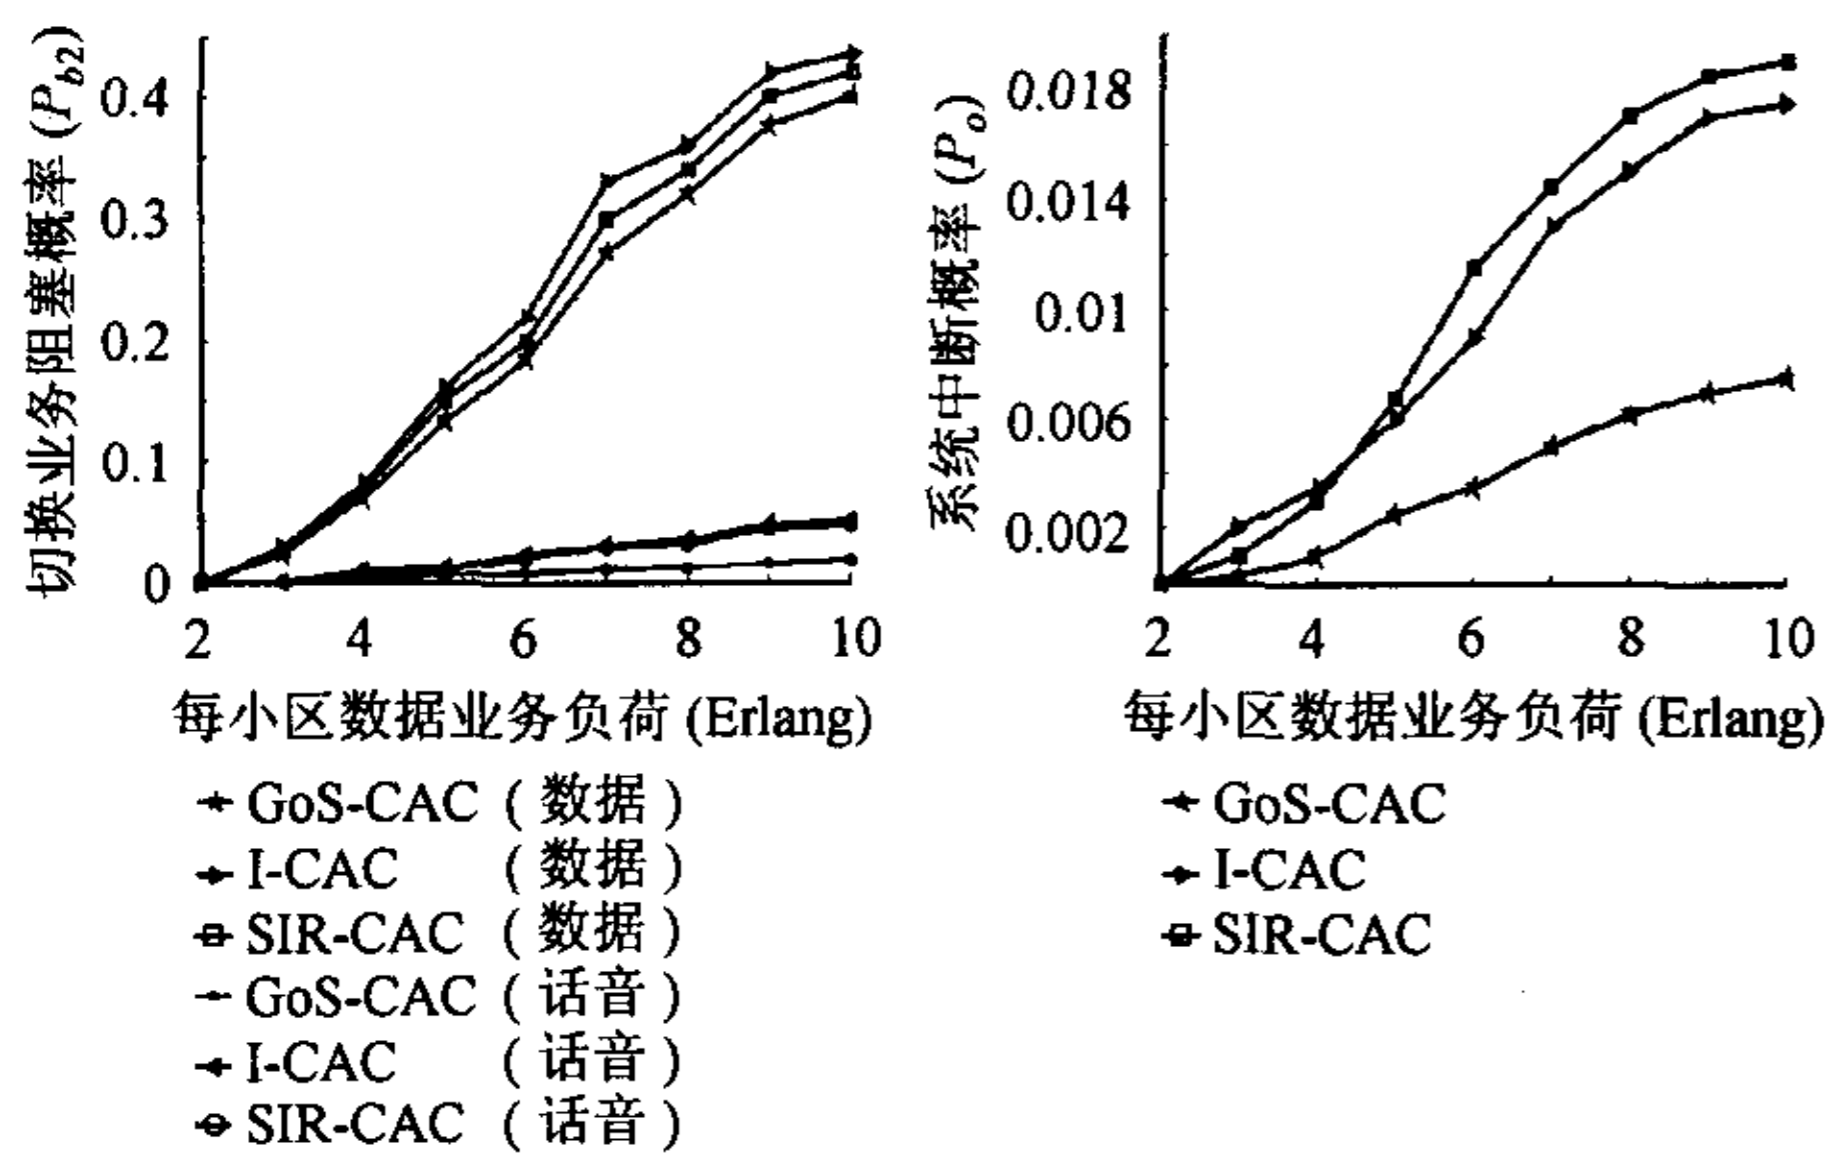 切换业务阻塞概率 (Pb2)
0.4
0.3
0.2
0.1
0
2 4 6 8 10
每小区数据业务负荷 (Erlang)
GoS-CAC (数据)
I-CAC (数据)
SIR-CAC (数据)
GoS-CAC (话音)
I-CAC (话音)
SIR-CAC (话音)
系统中断概率 (Po)
0.018
0.014
0.01
0.006
0.002
2 4 6 8 10
每小区数据业务负荷 (Erlang)
GoS-CAC
I-CAC
SIR-CAC